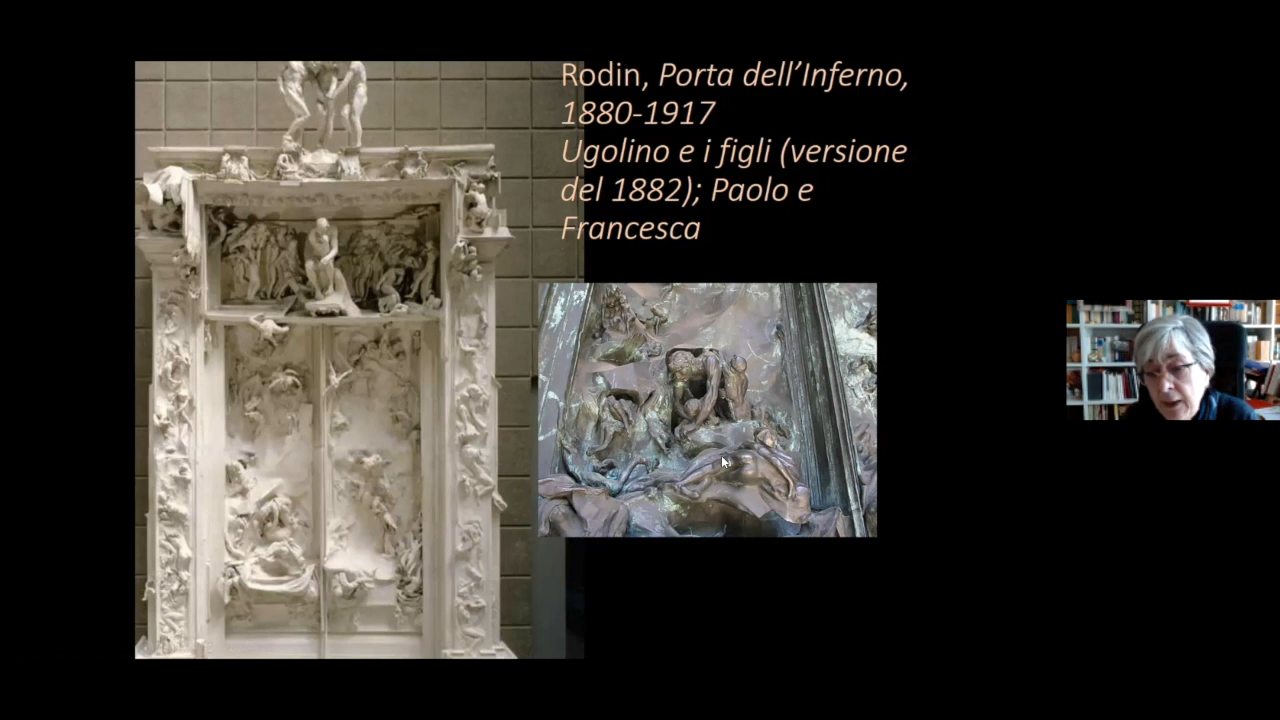 Rodin, Porta dell’Inferno,
1880-1917
Ugolino e i figli (versione
del 1882); Paolo e
Francesca